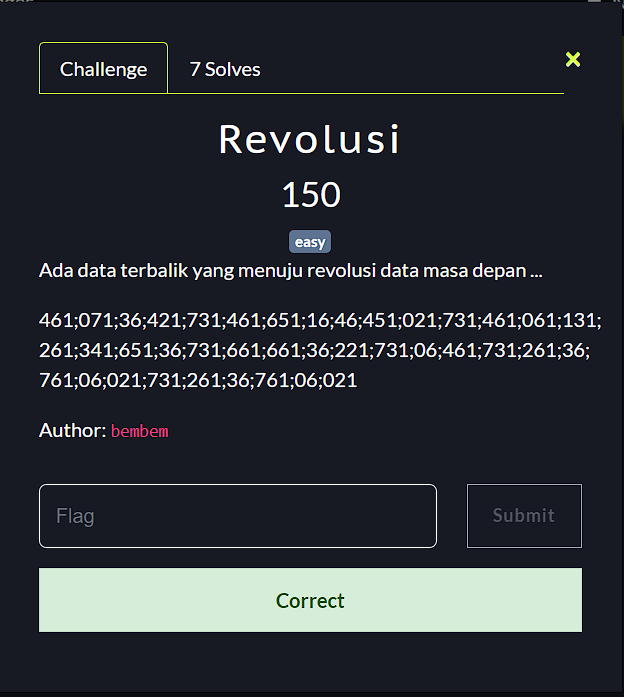 Challenge
7 Solves
×
Revolusi
150
easy
Ada data terbalik yang menuju revolusi data masa depan ...
461;071;36;421;731;461;651;16;46;451;021;731;461;061;131;
261;341;651;36;731;661;661;36;221;731;06;461;731;261;36;
761;06;021;731;261;36;761;06;021
Author: bembem
Flag
Submit
Correct